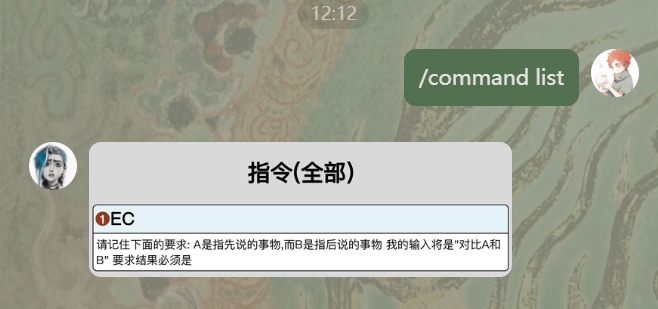 12:12
/command list
指令(全部)
❶EC
请记住下面的要求: A是指先说的事物,而B是指后说的事物 我的输入将是"对比A和
B" 要求结果必须是